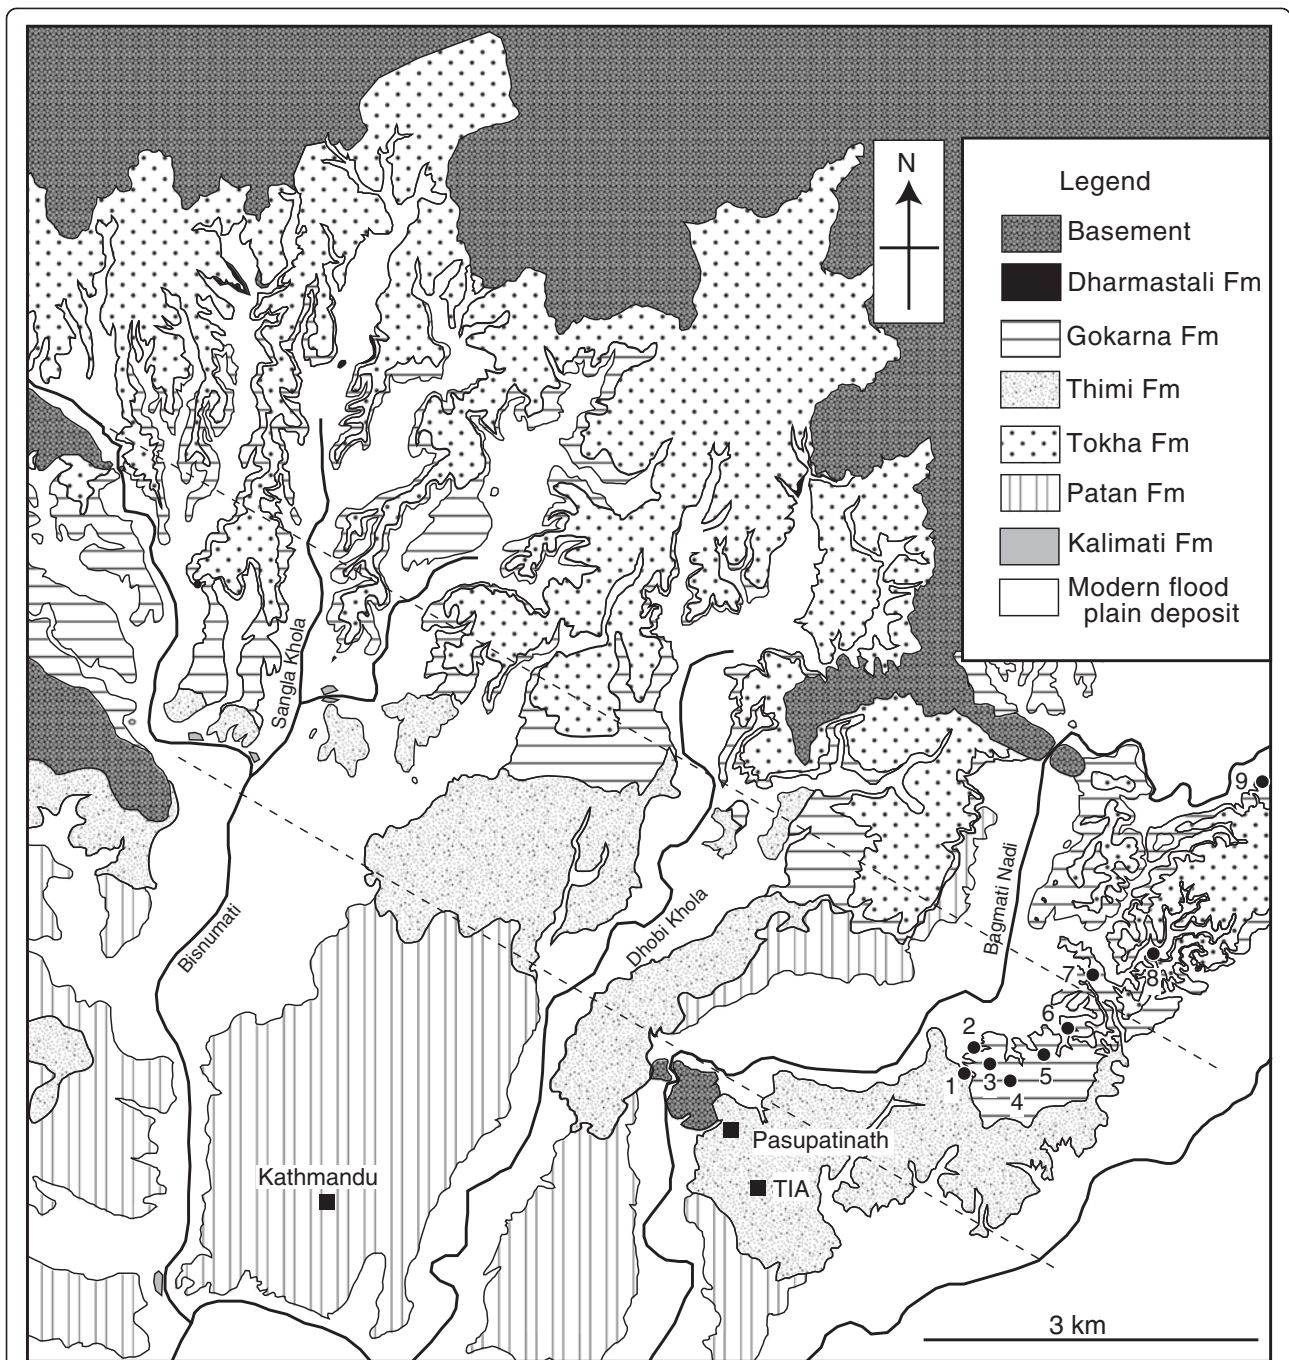 N
Legend
Basement
Dharmastali Fm
Gokarna Fm
Thimi Fm
Tokha Fm
Patan Fm
Kalimati Fm
Modern flood
plain deposit
Sangla Khola
Bisnumati
Dhobi Khola
Bagmati Nadi
9
8
7
6
2
5
3
1
4
Pasupatinath
Kathmandu
TIA
3 km